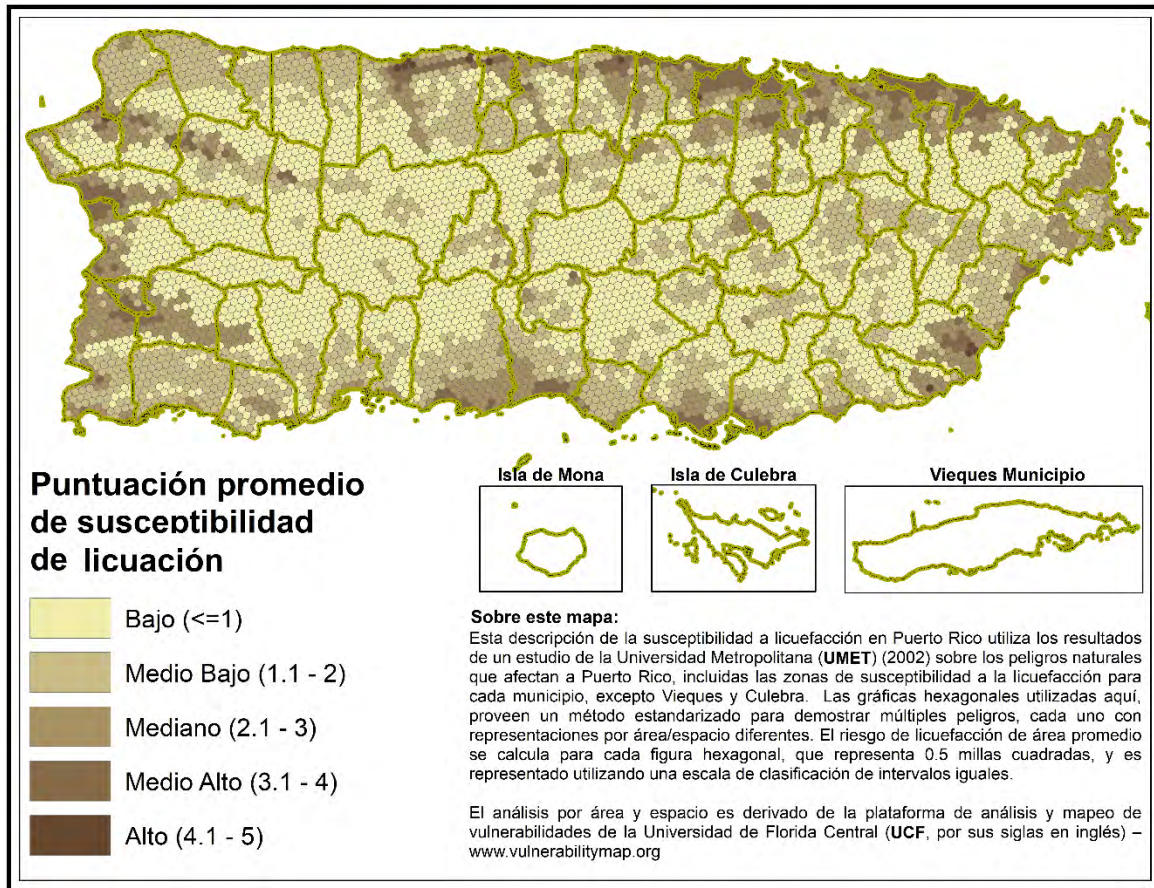 Isla de Mona
Isla de Culebra
Vieques Municipio
Puntuación promedio
de susceptibilidad
de licuación
Bajo (<=1)
Medio Bajo (1.1 - 2)
Mediano (2.1 - 3)
Medio Alto (3.1 - 4)
Alto (4.1 - 5)
Sobre este mapa:
Esta descripción de la susceptibilidad a licuefacción en Puerto Rico utiliza los resultados
de un estudio de la Universidad Metropolitana (UMET) (2002) sobre los peligros naturales
que afectan a Puerto Rico, incluidas las zonas de susceptibilidad a la licuefacción para
cada municipio, excepto Vieques y Culebra. Las gráficas hexagonales utilizadas aquí,
proveen un método estandarizado para demostrar múltiples peligros, cada uno con
representaciones por área/espacio diferentes. El riesgo de licuefacción de área promedio
se calcula para cada figura hexagonal, que representa 0.5 millas cuadradas, y es
representado utilizando una escala de clasificación de intervalos iguales.
El análisis por área y espacio es derivado de la plataforma de análisis y mapeo de
vulnerabilidades de la Universidad de Florida Central (UCF, por sus siglas en inglés) –
www.vulnerabilitymap.org